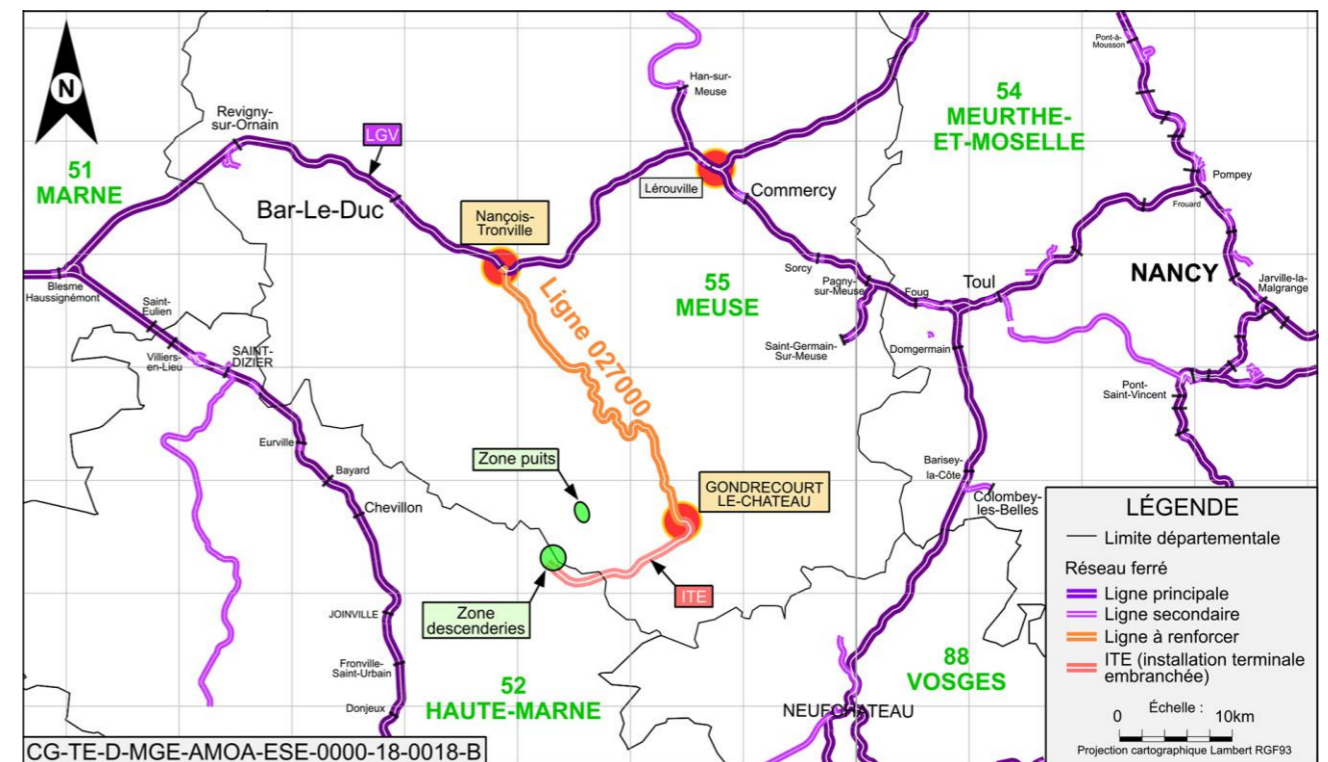 N
Pont-à-
Mousson
Han-sur-
Meuse
54
MEURTHE-
ET-MOSELLE
Revigny-
sur-Ornain
LGV
51
MARNE
Lérouville
Commercy
Pompey
Frouard
Bar-Le-Duc
Nançois-
Tronville
Sorcy
Pagny-
sur-Meuse
Foug
Toul
NANCY
Jarville-la-
Malgrange
Blesme
Haussignémont
55
MEUSE
Ligne 027000
Saint-
Eulien
Villiers-
en-Lieu
SAINT-
DIZIER
Saint-Germain-
Sur-Meuse
Domgermain
Pont-
Saint-Vincent
Eurville
Bayard
Chevillon
Zone puits
GONDRECOURT
LE-CHATEAU
Barisey-
la-Côte
Colombey-
les-Belles
ITE
Zone
descenderies
JOINVILLE
Fronville-
Saint-Urbain
Donjeux
52
HAUTE-MARNE
88
VOSGES
NEUFCHATEAU
LÉGENDE
Limite départementale
Réseau ferré
Ligne principale
Ligne secondaire
Ligne à renforcer
ITE (installation terminale
embranchée)
Échelle :
0 10km
Projection cartographique Lambert RGF93
CG-TE-D-MGE-AMOA-ESE-0000-18-0018-B